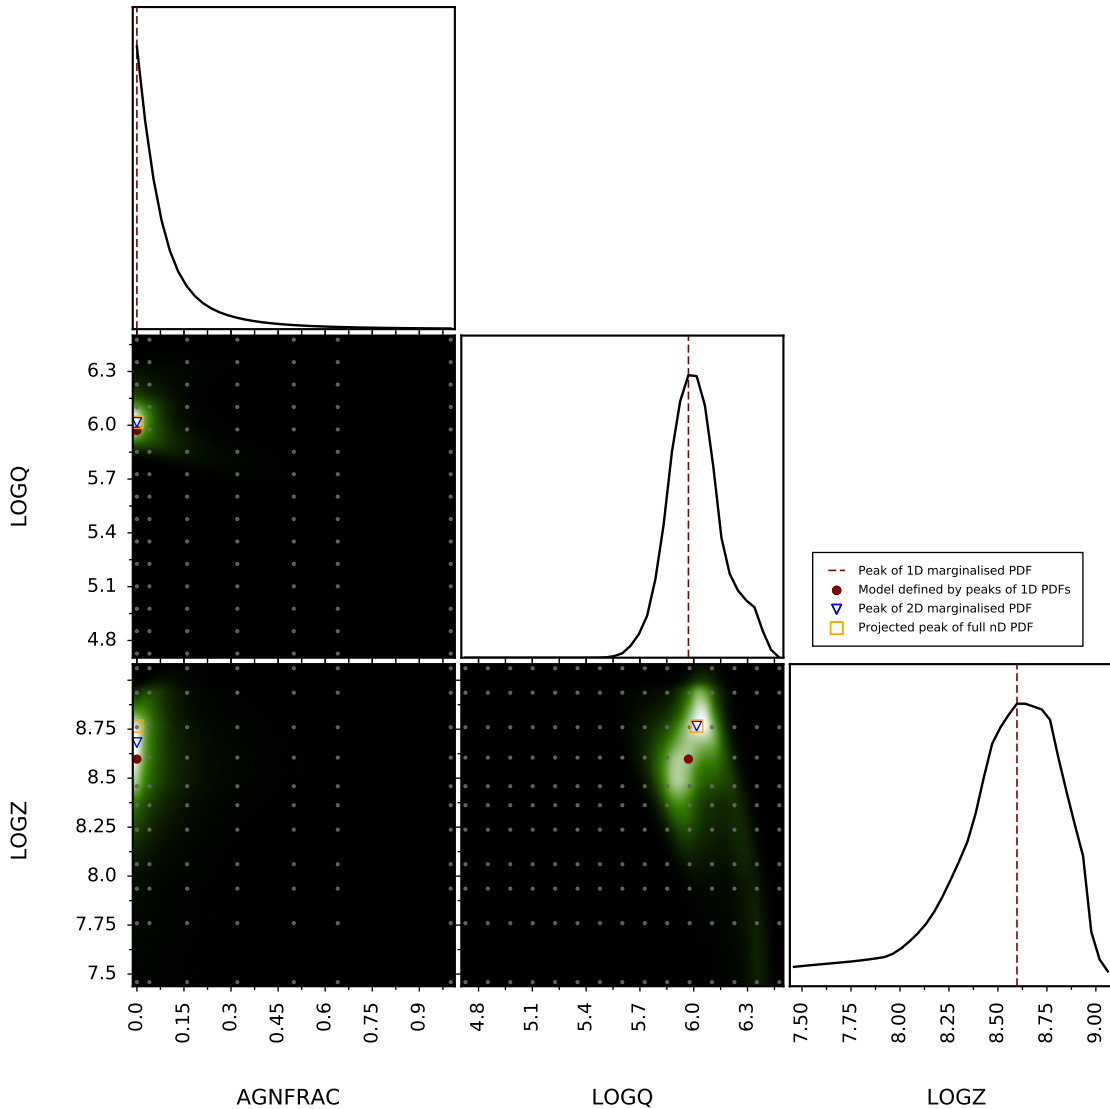 LOGQ
6.3
6.0
5.7
5.4
5.1
4.8
Peak of 1D marginalised PDF
Model defined by peaks of 1D PDFs
Peak of 2D marginalised PDF
Projected peak of full nD PDF
LOGZ
8.75
8.5
8.25
8.0
7.75
7.5
0.0 0.15 0.3 0.45 0.6 0.75 0.9 4.8 5.1 5.4 5.7 6.0 6.3 7.50 7.75 8.00 8.25 8.50 8.75 9.00
AGNFRAC LOGQ LOGZ